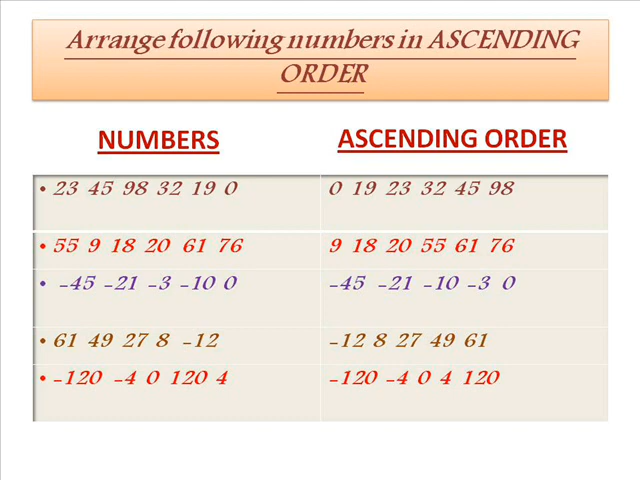 Arrange following numbers in ASCENDING
ORDER
NUMBERS ASCENDING ORDER
• 23 45 98 32 19 0 0 19 23 32 45 98
• 55 9 18 20 61 76 9 18 20 55 61 76
• -45 -21 -3 -10 0 -45 -21 -10 -3 0
• 61 49 27 8 -12 -12 8 27 49 61
• -120 -4 0 120 4 -120 -4 0 4 120